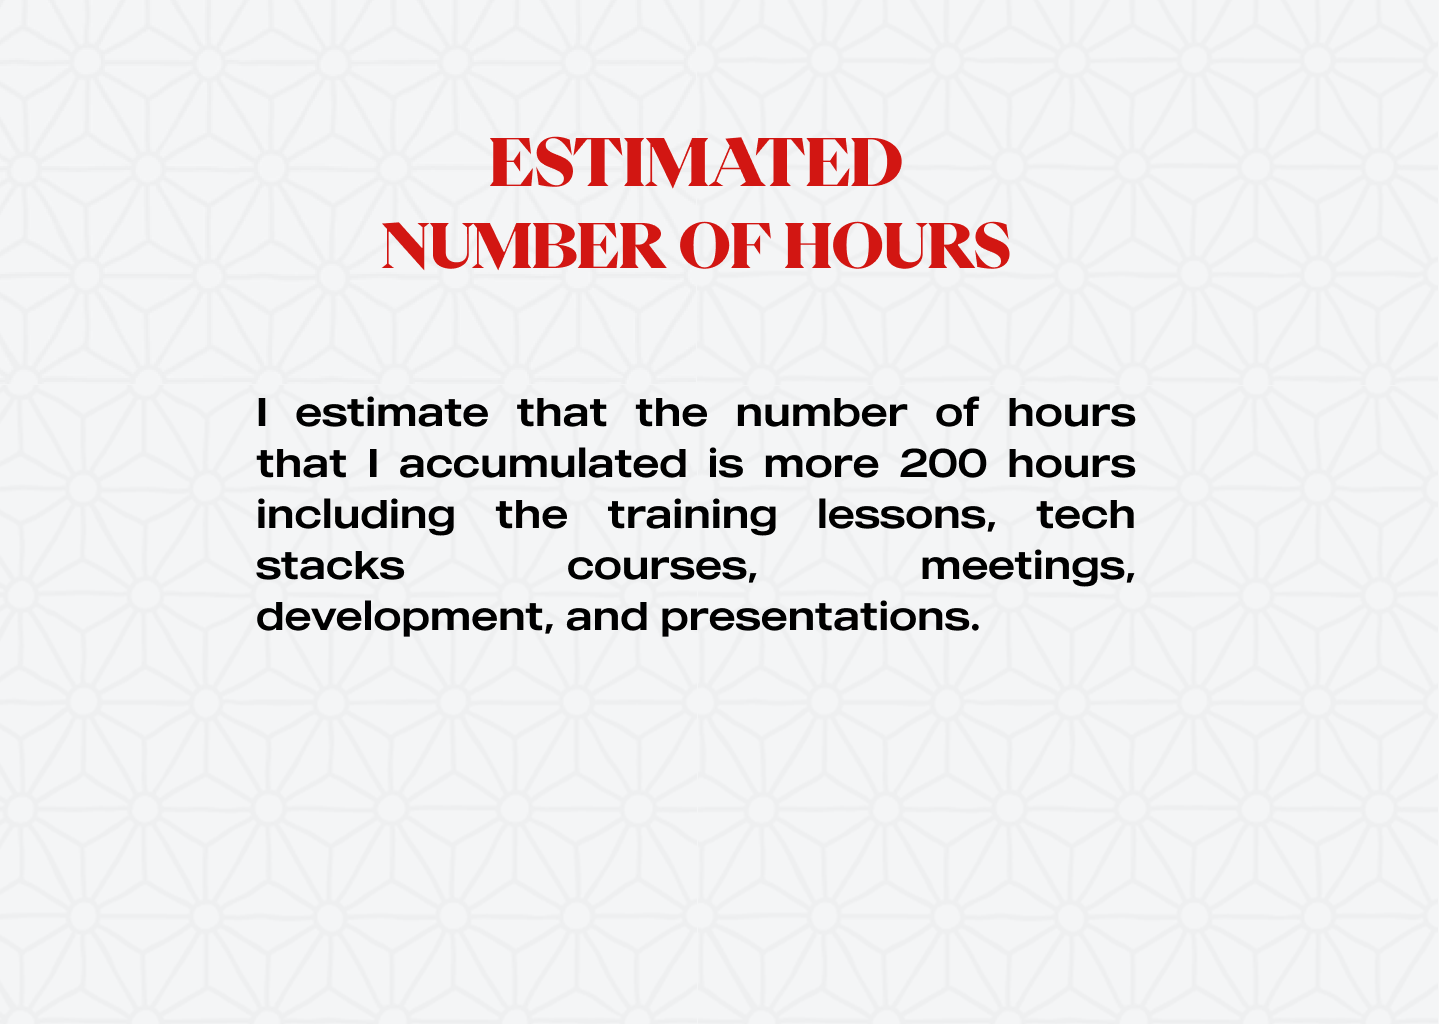 ESTIMATED
NUMBER OF HOURS
I estimate that the number of hours
that I accumulated is more 200 hours
including the training lessons, tech
stacks courses, meetings,
development, and presentations.